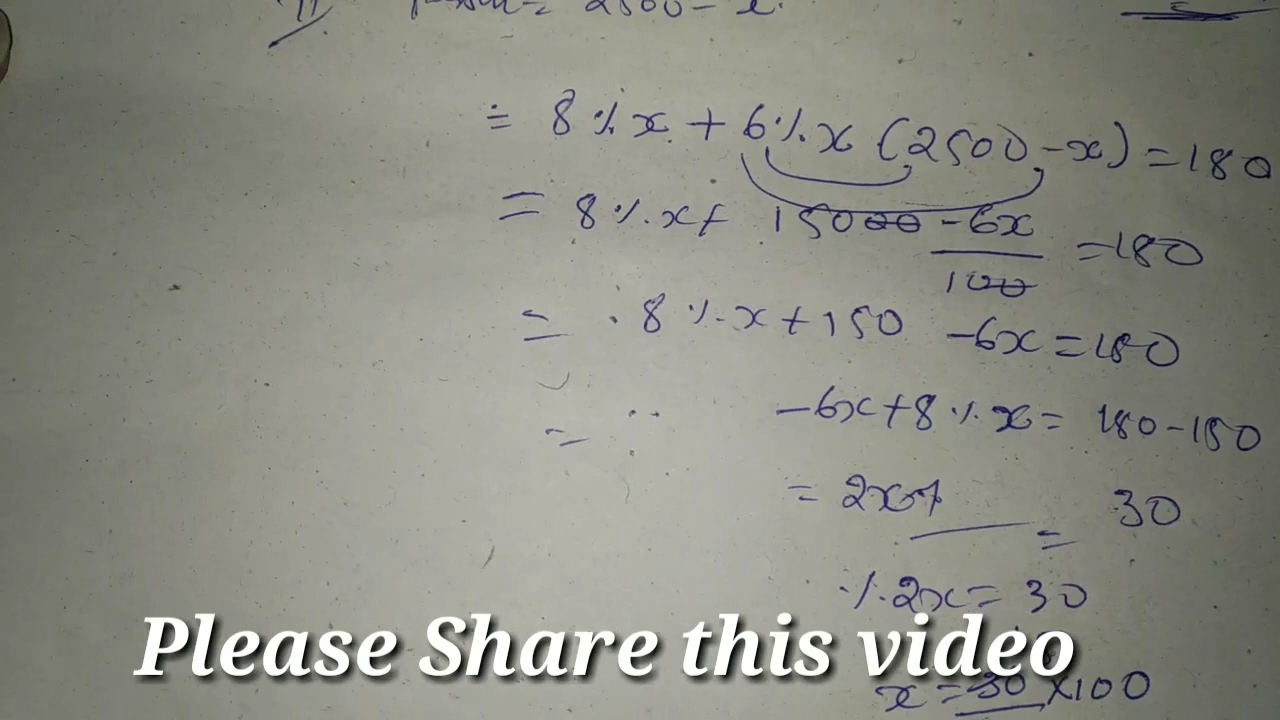 2500 - x.
= 8%x + 6%x (2500 - x) = 180
= 8%x + 15000 - 6x / 100 = 180
= 8%x + 150 - 6x = 180
= - 6x + 8%x = 180 - 150
= 2x = 30
%2x = 30
Please Share this video
x = 30 x 100